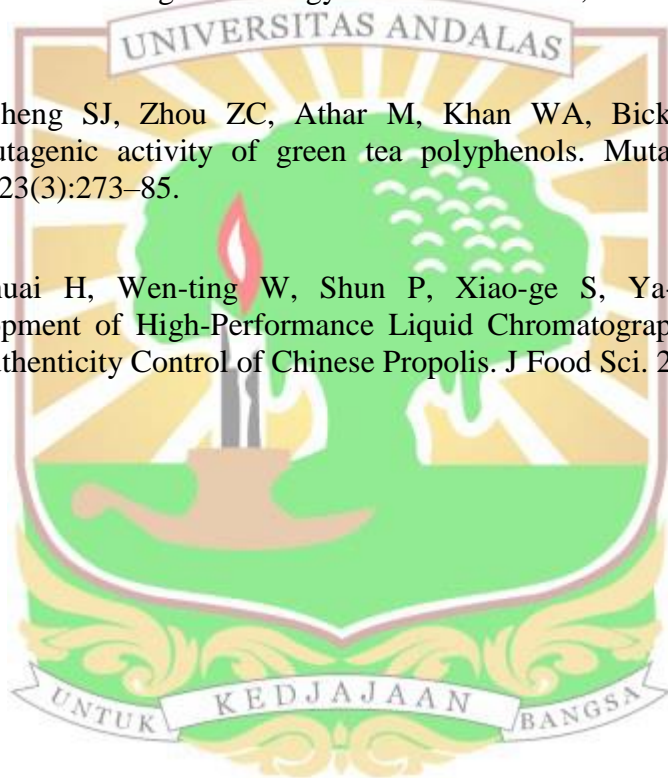 UNIVERSITAS ANDALAS
heng SJ, Zhou ZC, Athar M, Khan WA, Bick
utagenic activity of green tea polyphenols. Muta
23(3):273–85.
uai H, Wen-ting W, Shun P, Xiao-ge S, Ya-
opment of High-Performance Liquid Chromatograp
uthenticity Control of Chinese Propolis. J Food Sci. 2
UNTUK KEDJAJAAN BANGSA